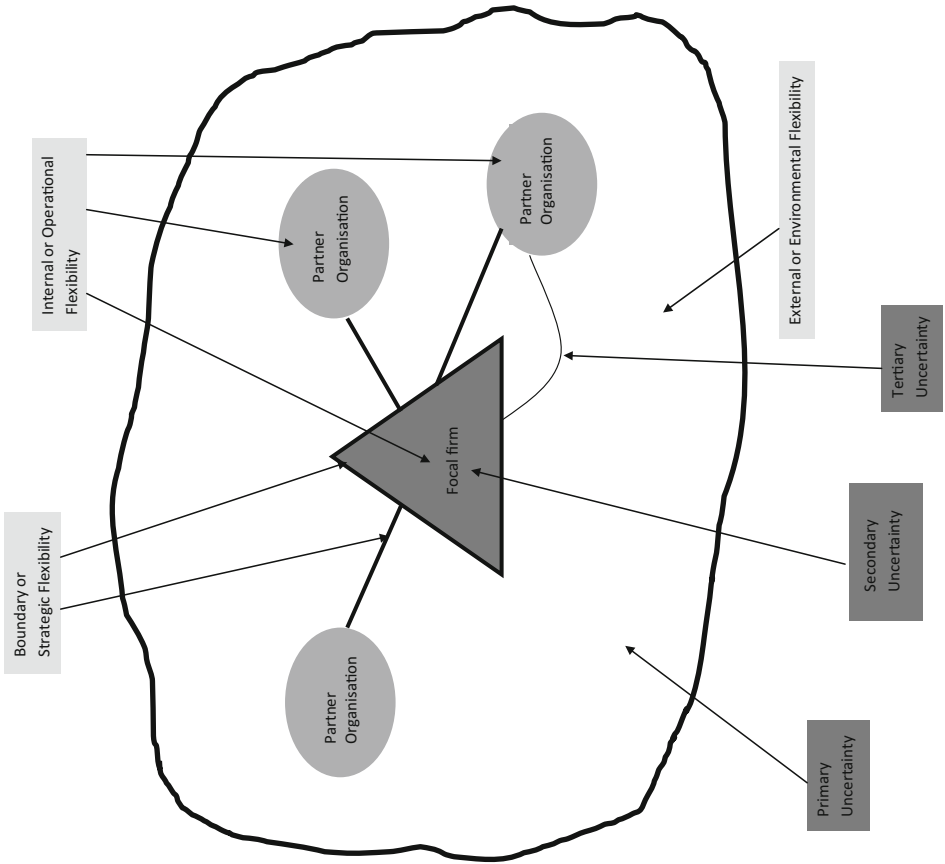 Boundary or
Strategic Flexibility
Internal or Operational
Flexibility
Partner
Organisation
Partner
Organisation
Focal firm
Partner
Organisation
External or Environmental Flexibility
Primary
Uncertainty
Secondary
Uncertainty
Tertiary
Uncertainty